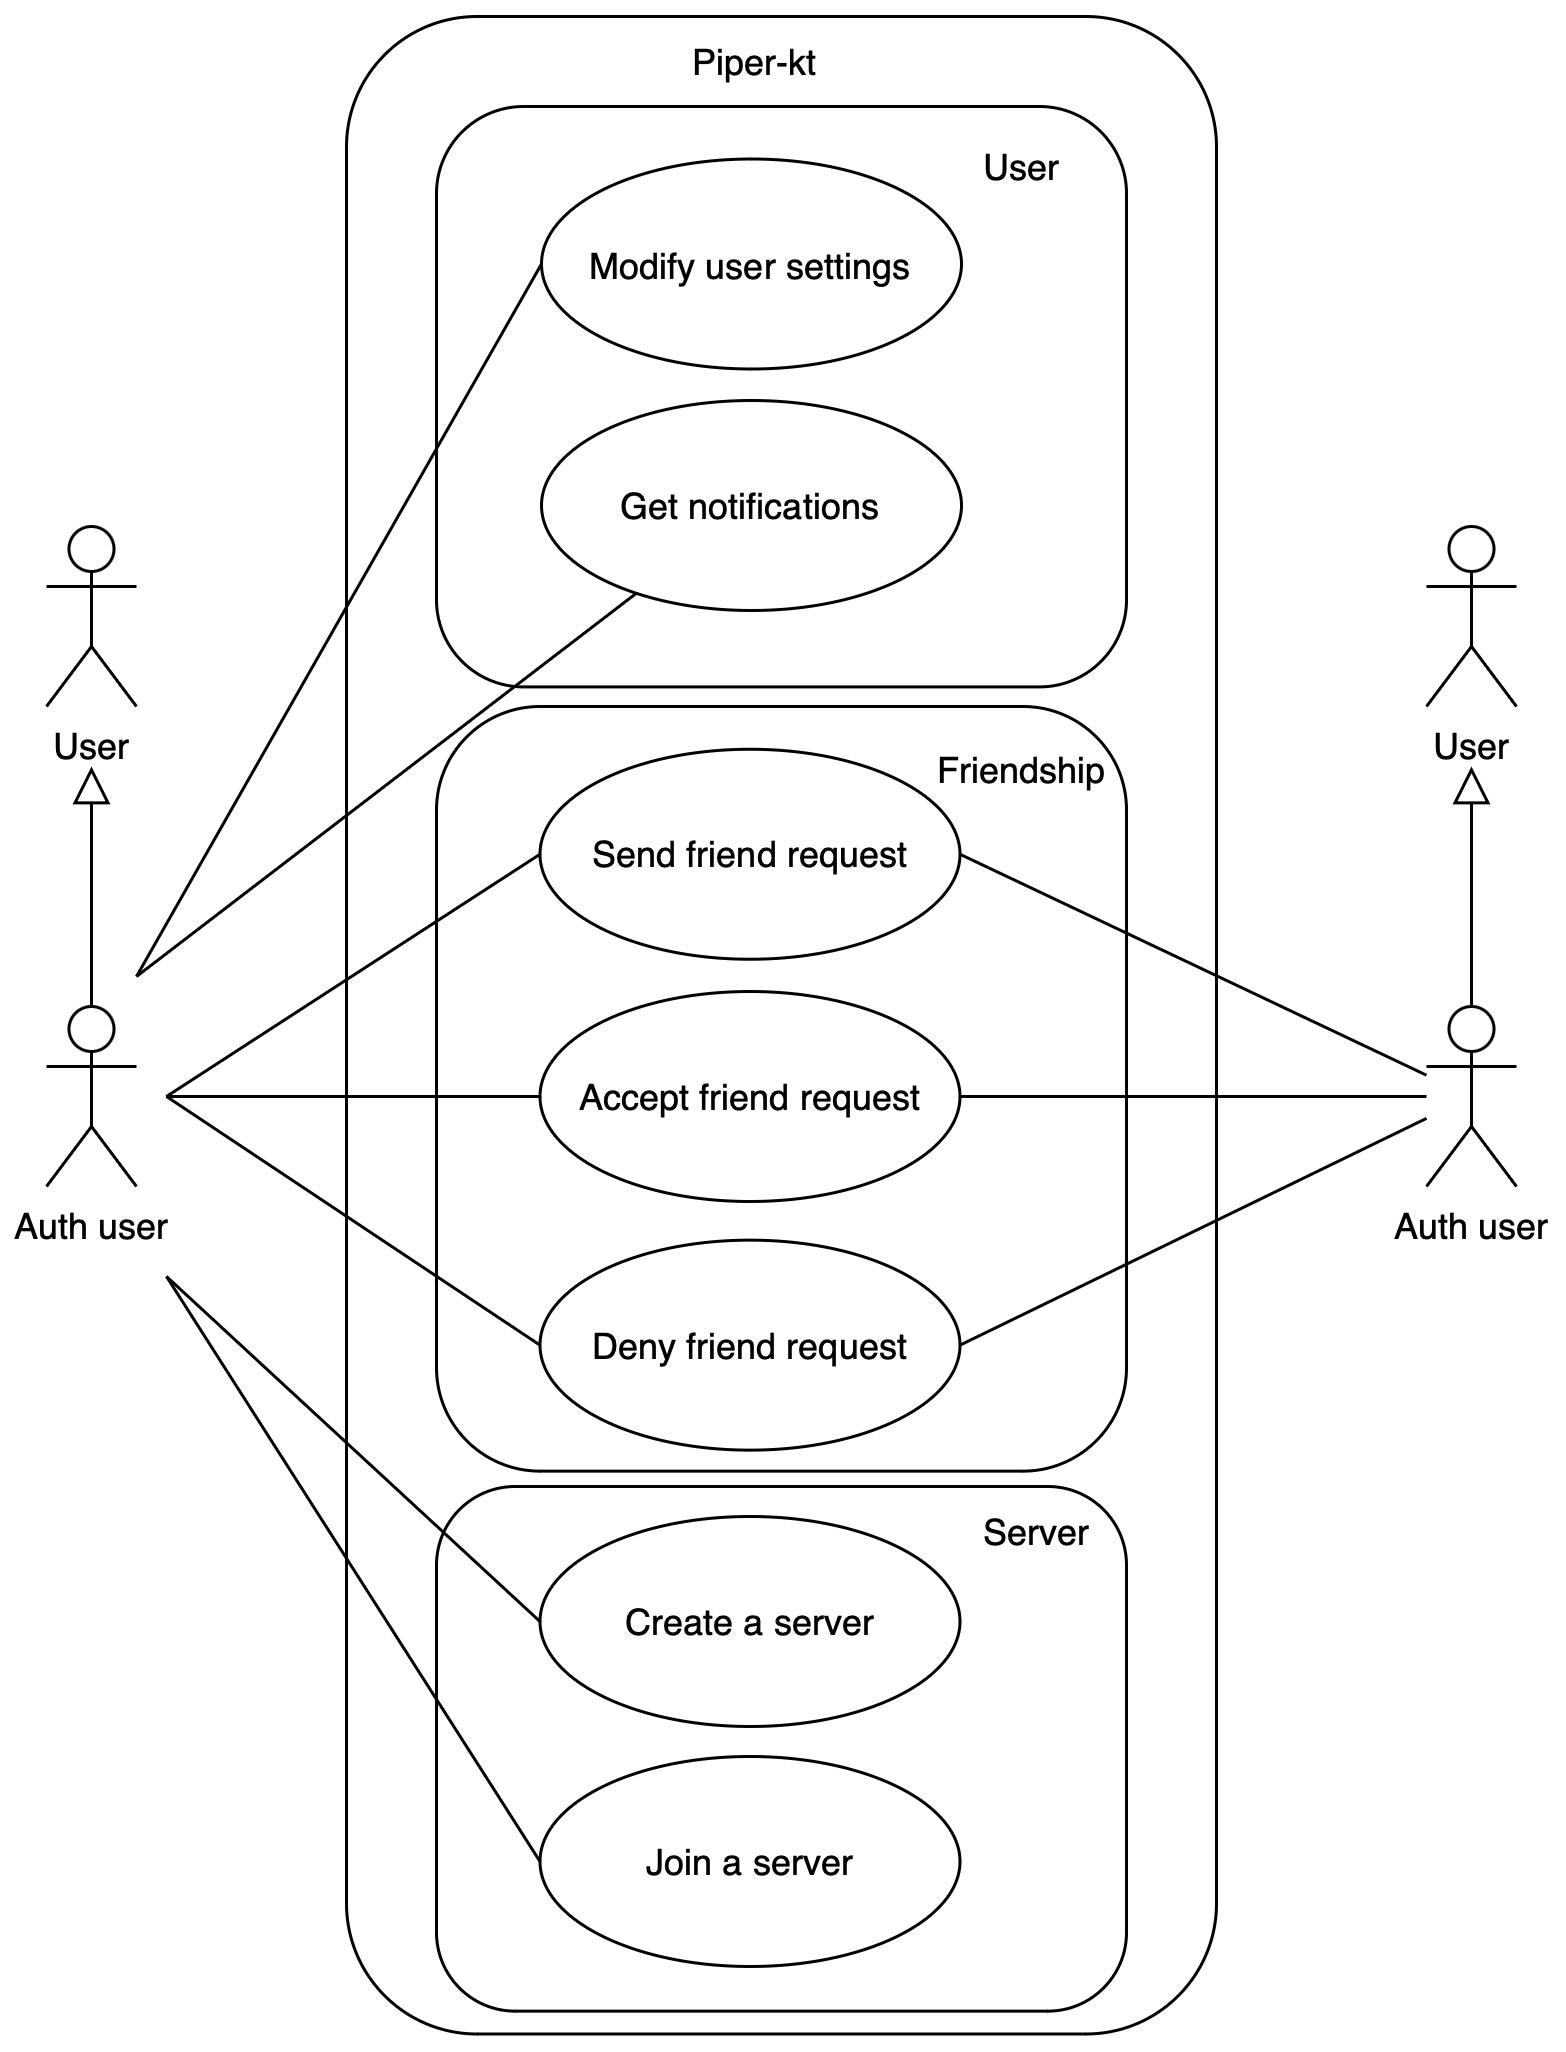 Piper-kt
User
Modify user settings
Get notifications
User
User
Friendship
Send friend request
Accept friend request
Auth user
Auth user
Deny friend request
Server
Create a server
Join a server